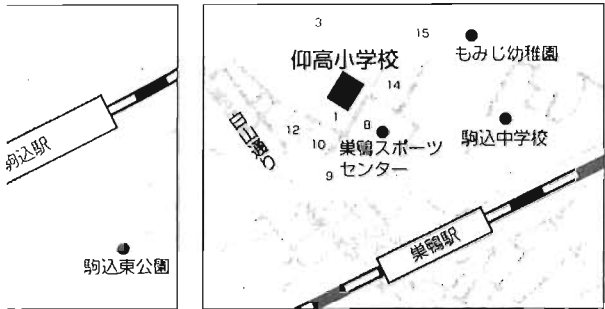 駒込駅
駒込東公園
3
15
もみじ幼稚園
仰高小学校
14
1
8
12
白山通り
10
巣鴨スポーツ
センター
9
駒込中学校
巣鴨駅